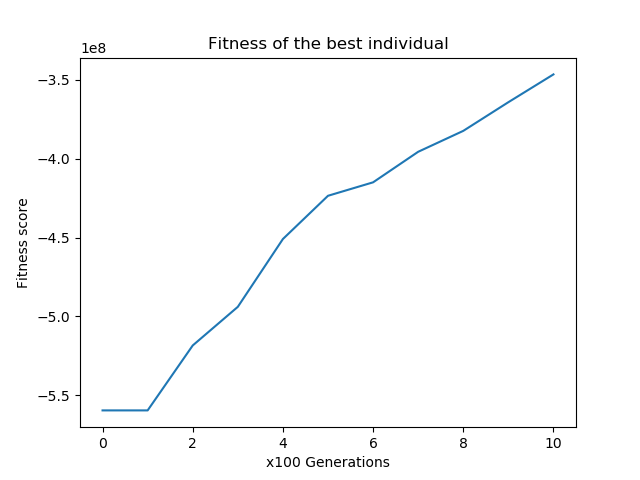 Fitness of the best individual
1e8
−3.5
−4.0
−4.5
−5.0
−5.5
Fitness score
0 2 4 6 8 10
x100 Generations